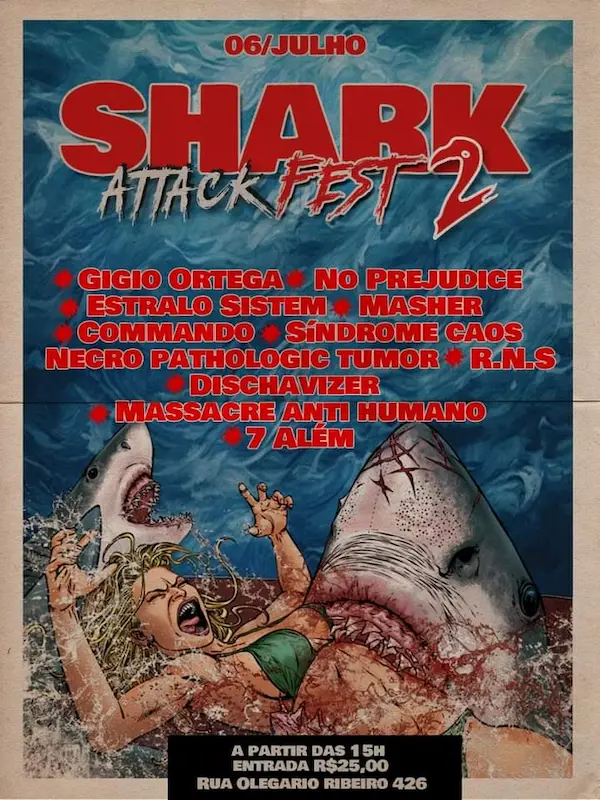 06/JULHO
SHARK
ATTACK FEST 2
GIGIO ORTEGA * NO PREJUDICE
ESTRALO SISTEM * MASHER
COMMANDO * SÍNDROME CAOS
NECRO PATHOLOGIC TUMOR * R.N.S
DISCHAVIZER
MASSACRE ANTI HUMANO
7 ALÉM
A PARTIR DAS 15H
ENTRADA R$25,00
RUA OLEGARIO RIBEIRO 426